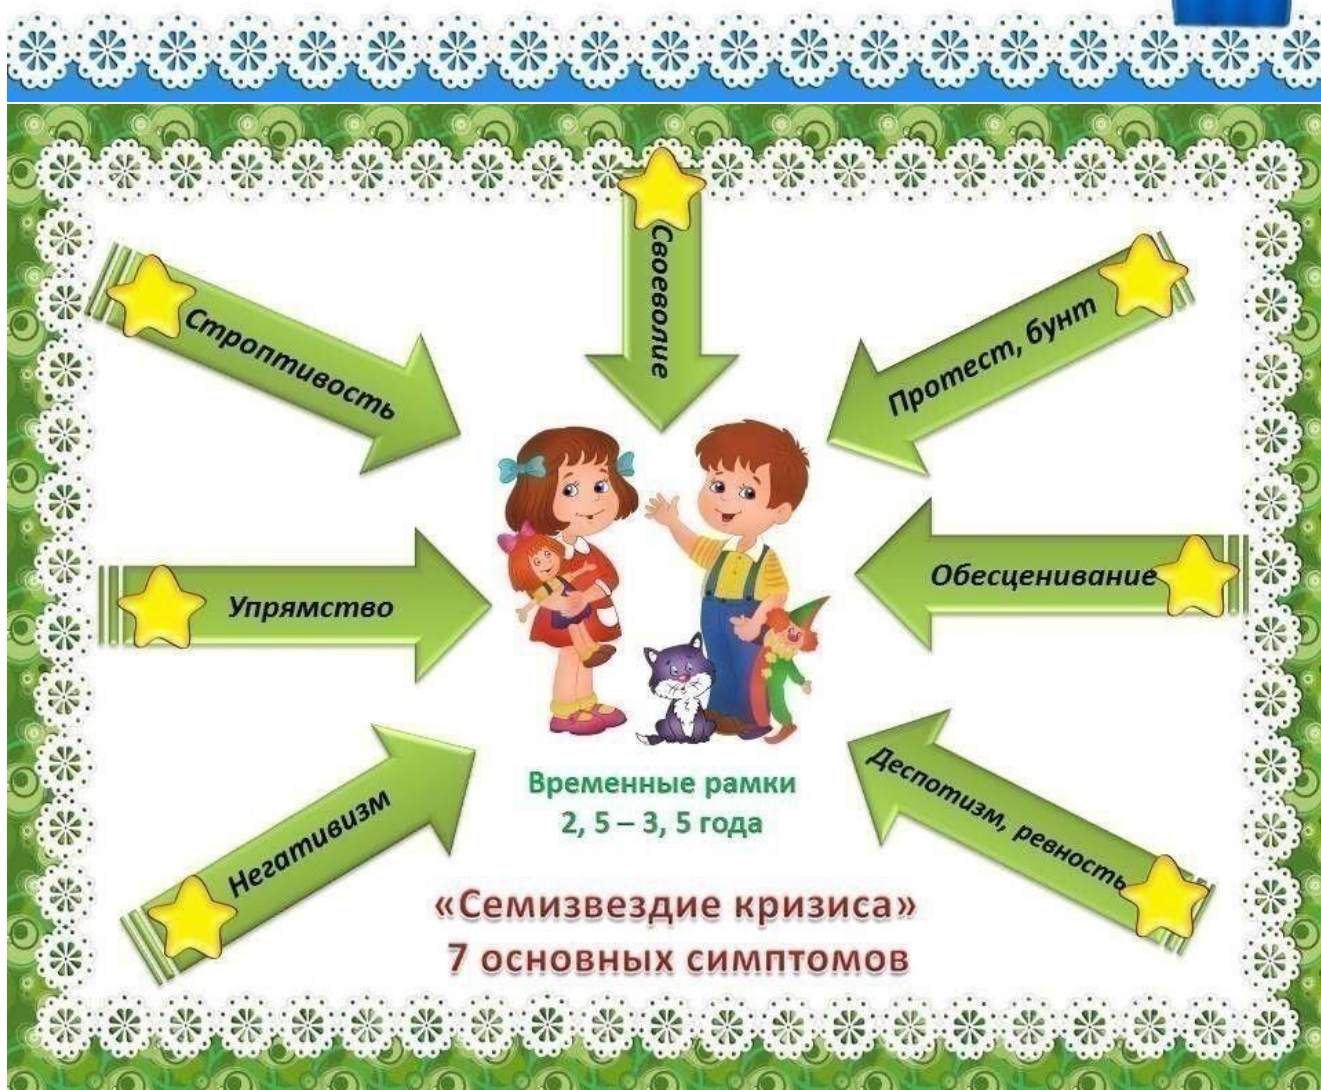 Своеволие
Строптивость
Протест, бунт
Упрямство
Обесценивание
Негативизм
Деспотизм, ревность
Временные рамки
2, 5 – 3, 5 года
«Семизвездие кризиса»
7 основных симптомов